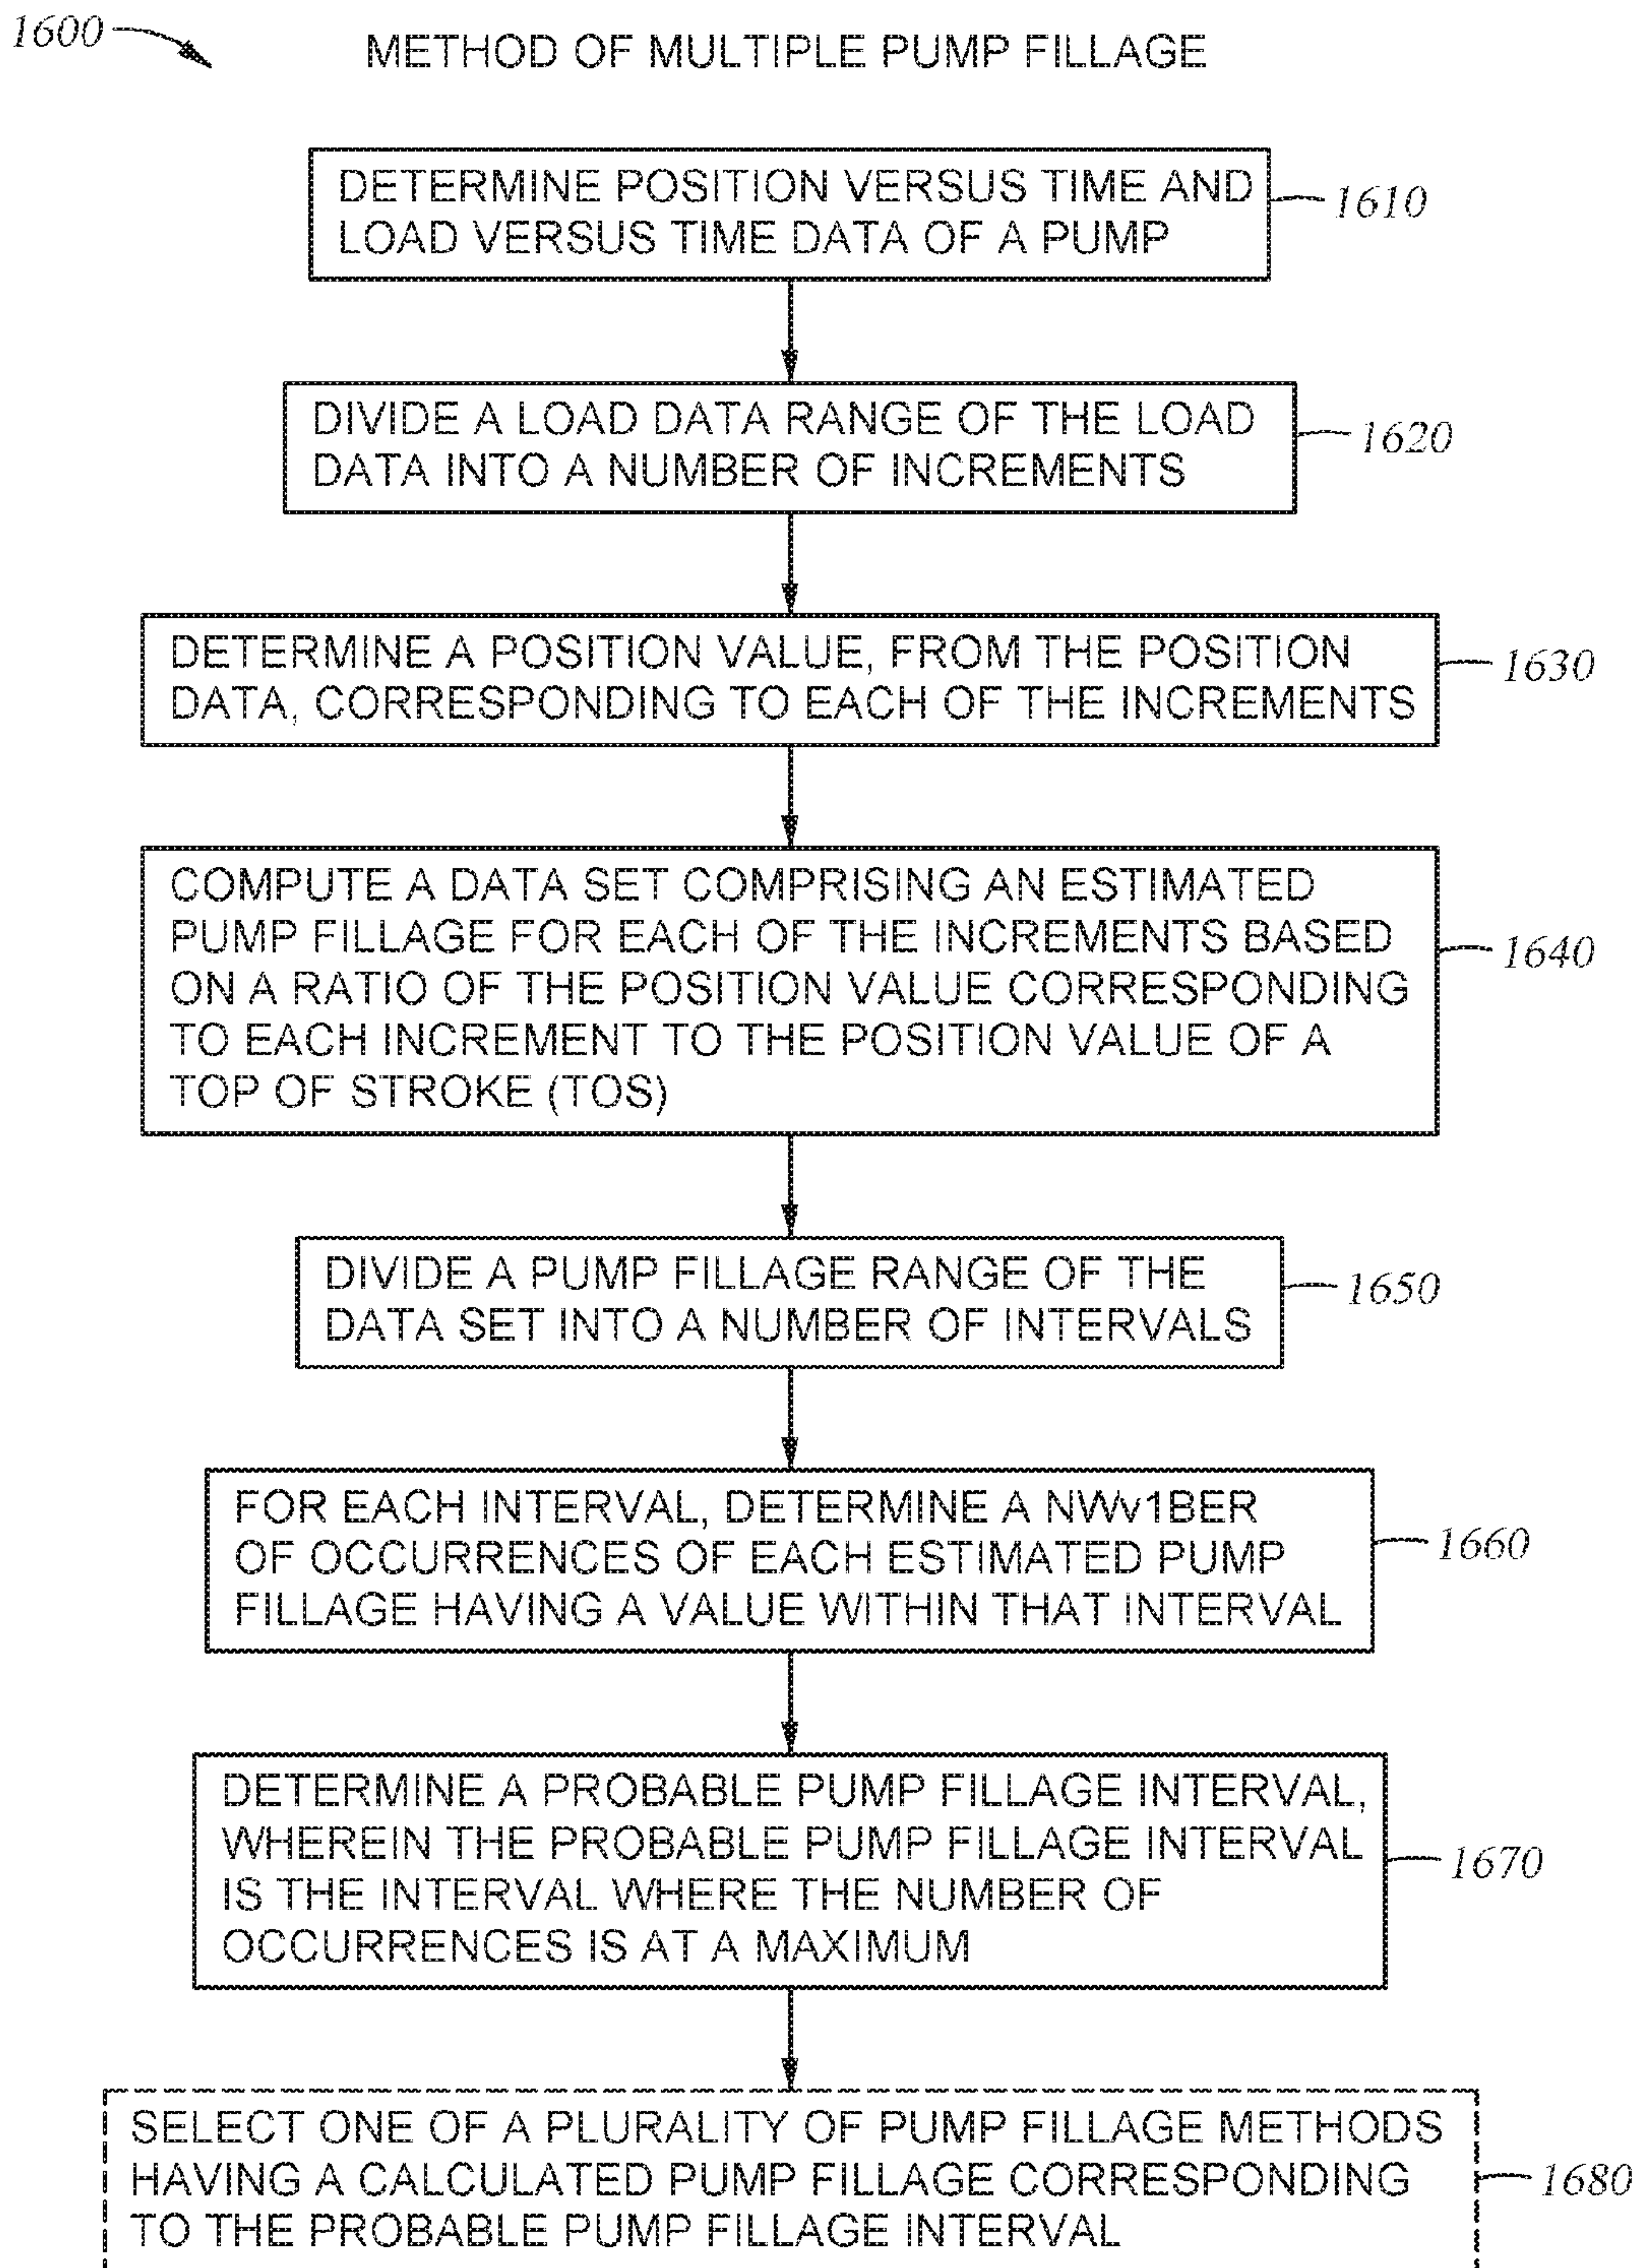 1600
METHOD OF MULTIPLE PUMP FILLAGE
DETERMINE POSITION VERSUS TIME AND
LOAD VERSUS TIME DATA OF A PUMP
1610
DIVIDE A LOAD DATA RANGE OF THE LOAD
DATA INTO A NUMBER OF INCREMENTS
1620
DETERMINE A POSITION VALUE, FROM THE POSITION
DATA, CORRESPONDING TO EACH OF THE INCREMENTS
1630
COMPUTE A DATA SET COMPRISING AN ESTIMATED
PUMP FILLAGE FOR EACH OF THE INCREMENTS BASED
ON A RATIO OF THE POSITION VALUE CORRESPONDING
TO EACH INCREMENT TO THE POSITION VALUE OF A
TOP OF STROKE (TOS)
1640
DIVIDE A PUMP FILLAGE RANGE OF THE
DATA SET INTO A NUMBER OF INTERVALS
1650
FOR EACH INTERVAL, DETERMINE A NWv1BER
OF OCCURRENCES OF EACH ESTIMATED PUMP
FILLAGE HAVING A VALUE WITHIN THAT INTERVAL
1660
DETERMINE A PROBABLE PUMP FILLAGE INTERVAL,
WHEREIN THE PROBABLE PUMP FILLAGE INTERVAL
IS THE INTERVAL WHERE THE NUMBER OF
OCCURRENCES IS AT A MAXIMUM
1670
SELECT ONE OF A PLURALITY OF PUMP FILLAGE METHODS
HAVING A CALCULATED PUMP FILLAGE CORRESPONDING
TO THE PROBABLE PUMP FILLAGE INTERVAL
1680